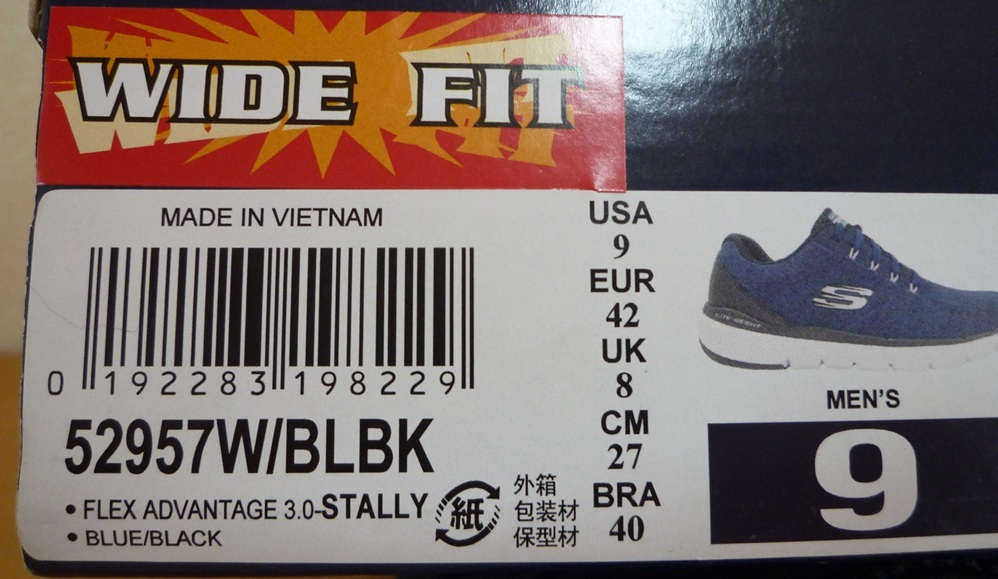 WIDE FIT
MADE IN VIETNAM
0 192283 198229
52957W/BLBK
• FLEX ADVANTAGE 3.0-STALLY
• BLUE/BLACK
紙
外箱
包装材
保型材
USA
9
EUR
42
UK
8
CM
27
BRA
40
S
LITE-WEIGHT
MEN'S
9